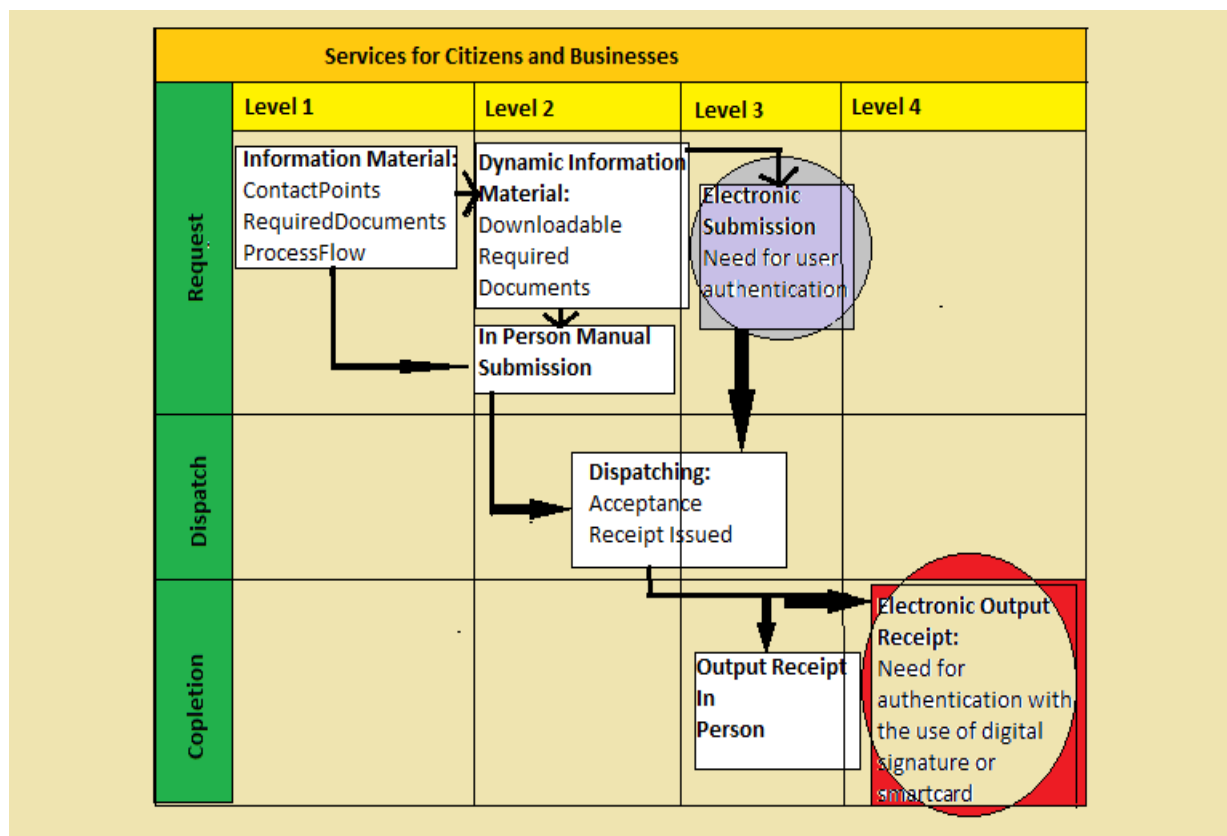 Services for Citizens and Businesses
Level 1
Level 2
Level 3
Level 4
Request
Information Material:
ContactPoints
RequiredDocuments
ProcessFlow
Dynamic Information
Material:
Downloadable
Required
Documents
Electronic
Submission
Need for user
authentication
In Person Manual
Submission
Dispatch
Dispatching:
Acceptance
Receipt Issued
Copletion
Output Receipt
In
Person
Electronic Output
Receipt:
Need for
authentication with
the use of digital
signature or
smartcard